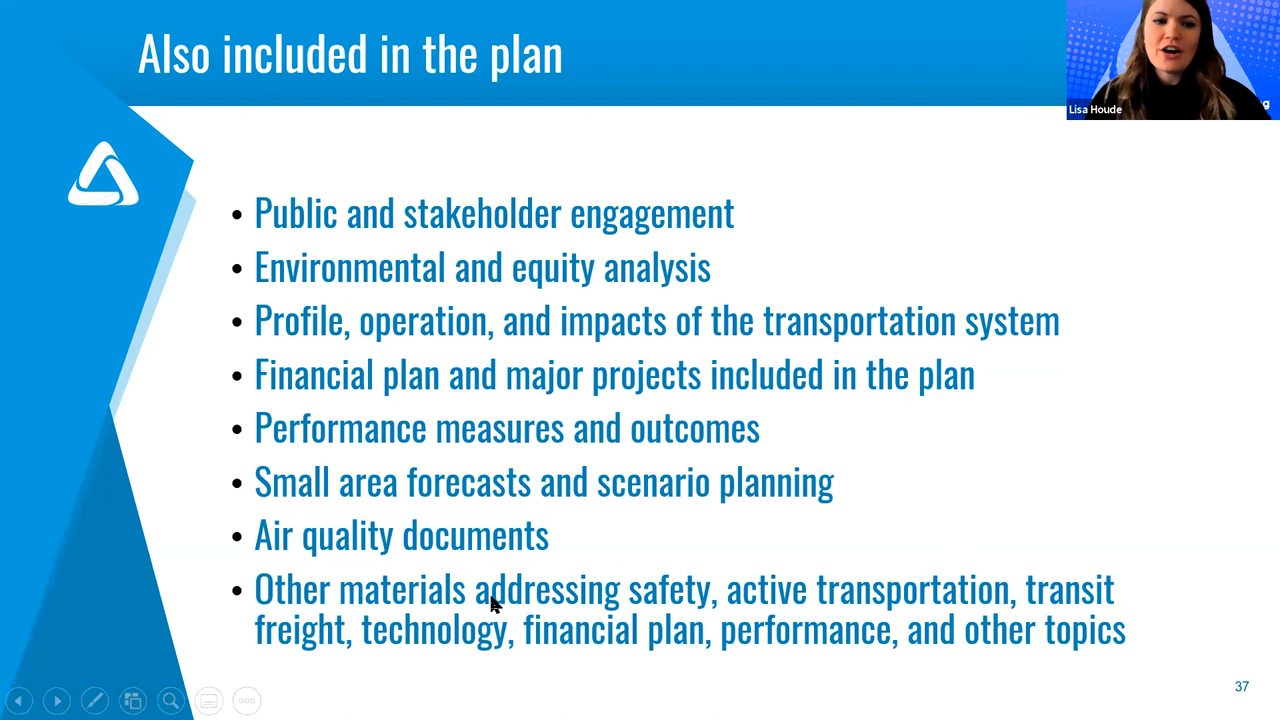 Also included in the plan
Lisa Houde
g
• Public and stakeholder engagement
• Environmental and equity analysis
• Profile, operation, and impacts of the transportation system
• Financial plan and major projects included in the plan
• Performance measures and outcomes
• Small area forecasts and scenario planning
• Air quality documents
• Other materials addressing safety, active transportation, transit
freight, technology, financial plan, performance, and other topics
37